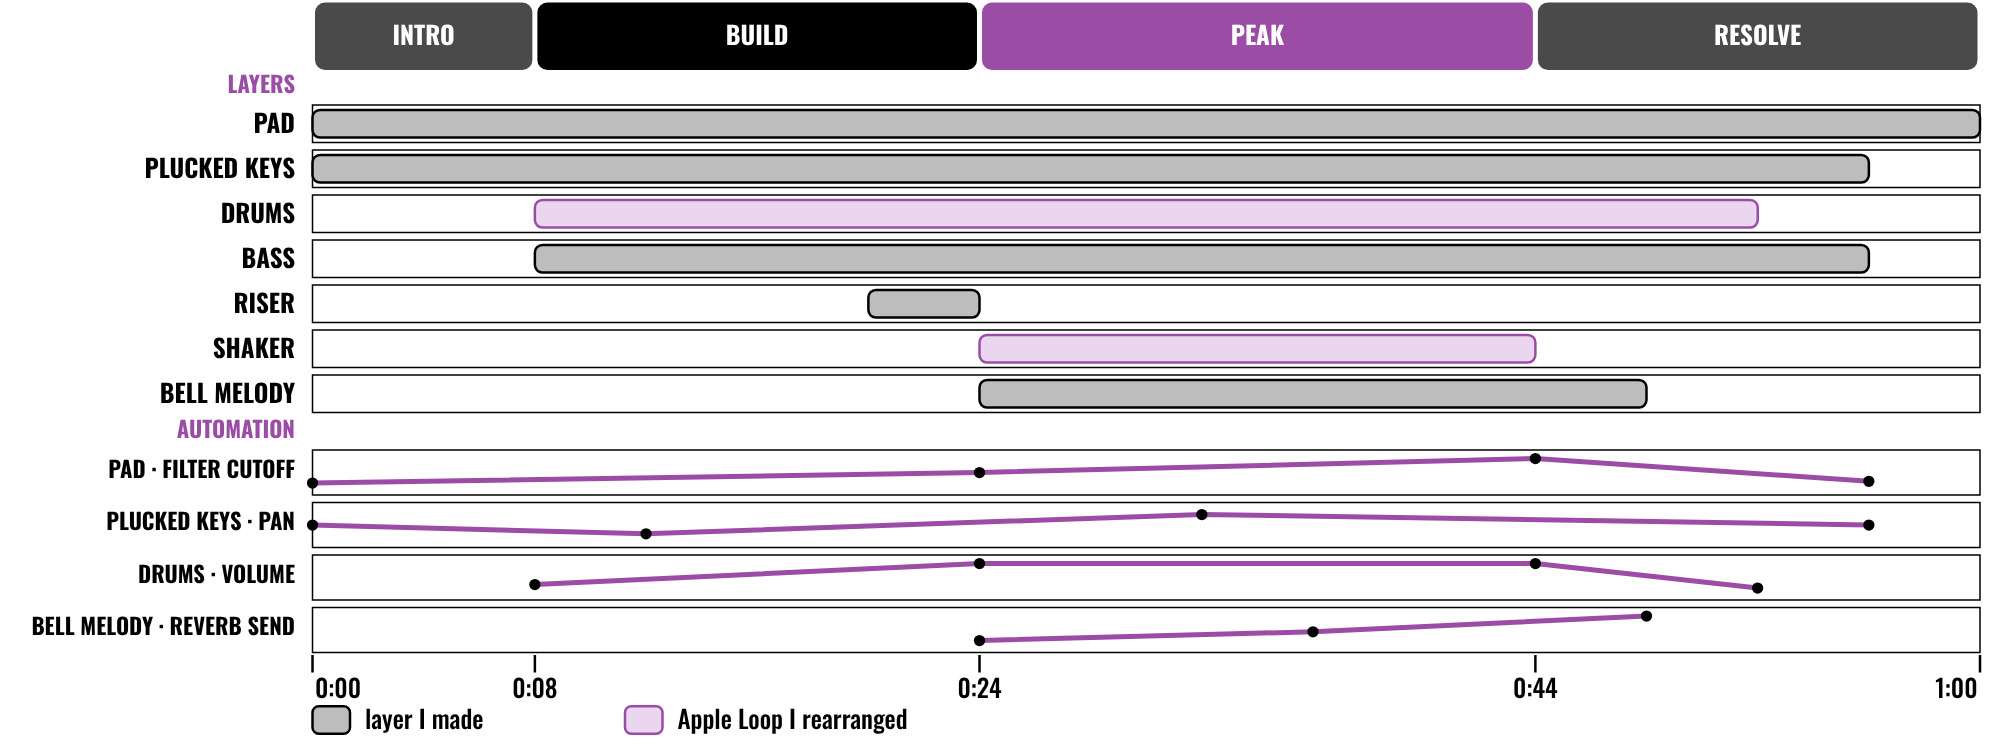 INTRO BUILD PEAK RESOLVE
LAYERS
PAD
PLUCKED KEYS
DRUMS
BASS
RISER
SHAKER
BELL MELODY
AUTOMATION
PAD · FILTER CUTOFF
PLUCKED KEYS · PAN
DRUMS · VOLUME
BELL MELODY · REVERB SEND
0:00 0:08 0:24 0:44 1:00
layer I made Apple Loop I rearranged